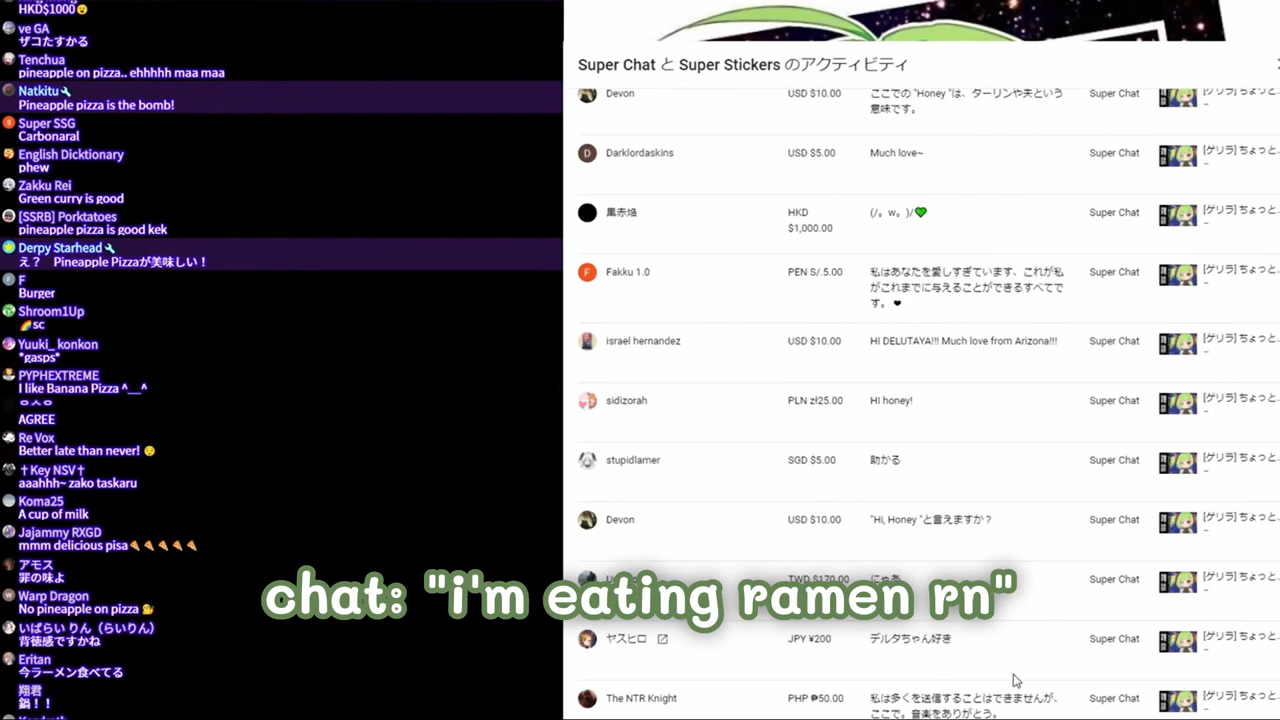 HKD$1000😮
ve GA
ザコたすかる
Tenchua
pineapple on pizza.. ehhhhh maa maa
Natkitu
Pineapple pizza is the bomb!
Super SSG
Carbonaral
English Dicktionary
phew
Zakku Rei
Green curry is good
[SSRB] Porktatoes
pineapple pizza is good kek
Derpy Starhead
え？ Pineapple Pizzaが美味しい！
F
Burger
Shroom1Up
🌈sc
Yuuki_ konkon
*gasps*
PYPHEXTREME
I like Banana Pizza ^__^
ㅇㅅㅇ
AGREE
Re Vox
Better late than never! 😌
✝Key NSV✝
aaahhh~ zako taskaru
Koma25
A cup of milk
Jajammy RXGD
mmm delicious pisa🍕🍕🍕🍕🍕
アモス
罪の味よ
Warp Dragon
No pineapple on pizza
いばらい りん（らいりん）
背徳感ですかね
Eritan
今ラーメン食べてる
翔君
鍋！！
Super Chat と Super Stickers のアクティビティ
Devon USD $10.00 ここでの "Honey "は、ターリンや夫という Super Chat [ゲリラ] ちょっと..
意味です。
Darklordaskins USD $5.00 Much love~ Super Chat [ゲリラ] ちょっと..
黒赤焔 HKD (/。w。)/💚 Super Chat [ゲリラ] ちょっと..
$1,000.00
Fakku 1.0 PEN S/.5.00 私はあなたを愛しすぎています、これが私 Super Chat [ゲリラ] ちょっと..
がこれまでに与えることができるすべてで
す。❤
israel hernandez USD $10.00 HI DELUTAYA!!! Much love from Arizona!!! Super Chat [ゲリラ] ちょっと..
sidizorah PLN zł25.00 HI honey! Super Chat [ゲリラ] ちょっと..
stupidlamer SGD $5.00 助かる Super Chat [ゲリラ] ちょっと..
Devon USD $10.00 "Hi, Honey "と言えますか？ Super Chat [ゲリラ] ちょっと..
TWD $170.00 にゃあ Super Chat [ゲリラ] ちょっと..
chat: "i'm eating ramen rn"
ヤスヒロ JPY ¥200 デルタちゃん好き Super Chat [ゲリラ] ちょっと..
The NTR Knight PHP ₱50.00 私は多くを送信することはできませんが、 Super Chat [ゲリラ] ちょっと..
ここで。音楽をありがとう。